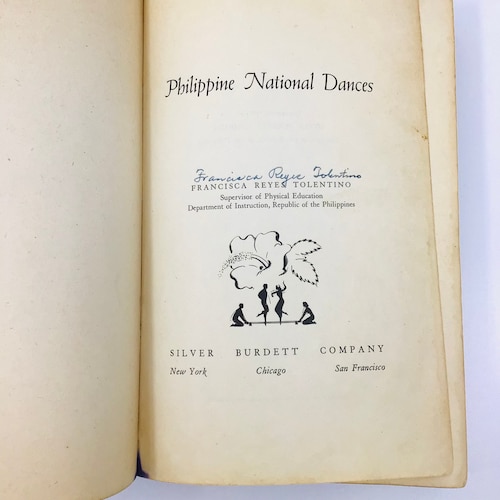 Philippine National Dances
Francisca Reyes Tolentino
FRANCISCA REYES TOLENTINO
Supervisor of Physical Education
Department of Instruction, Republic of the Philippines
SILVER BURDETT COMPANY
New York Chicago San Francisco